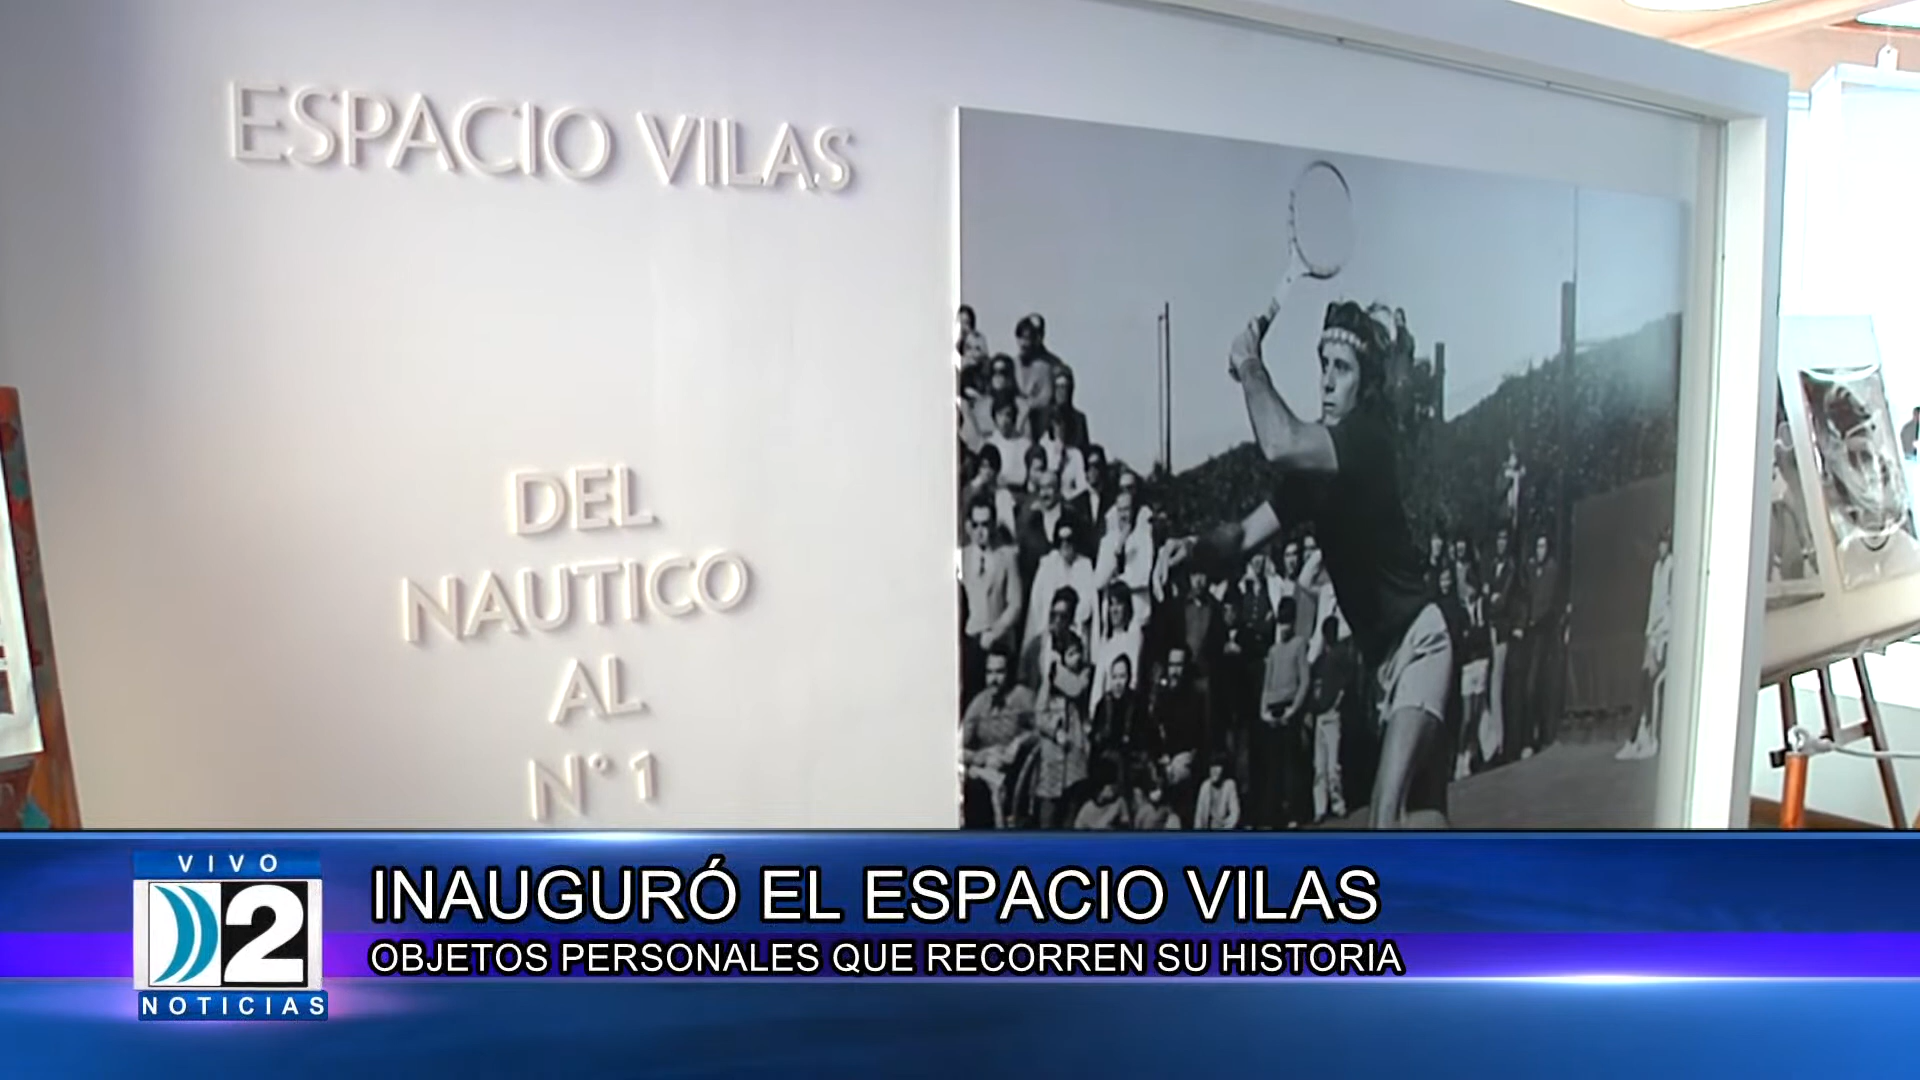 ESPACIO VILAS
DEL
NAUTICO
AL
N° 1
VIVO
2
NOTICIAS
INAUGURÓ EL ESPACIO VILAS
OBJETOS PERSONALES QUE RECORREN SU HISTORIA